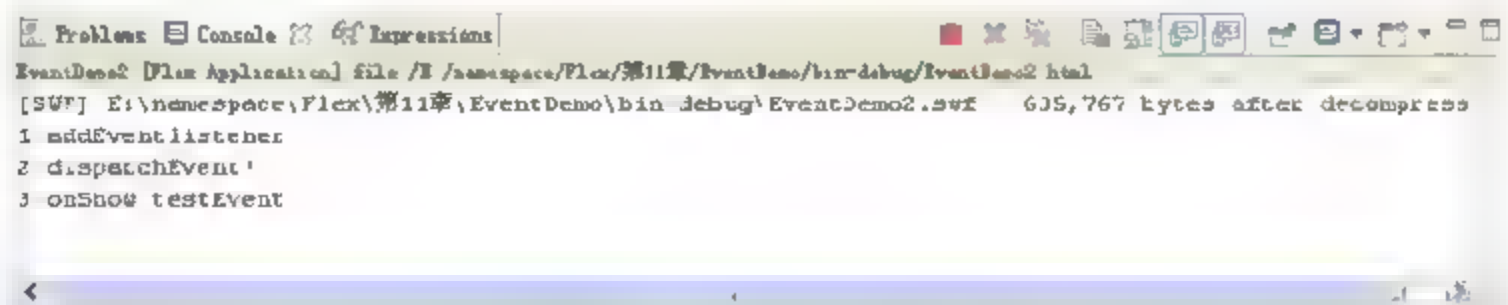 Problems Console Expressions
EventDemo2 [Flex Application] file /E /namespace/Flex/第11章/EventDemo/bin-debug/EventDemo2 html
[SWF] E:\namespace\Flex\第11章\EventDemo\bin debug\EventDemo2.swf 635,767 bytes after decompress
1 addEventlistener
2 dispatchEvent'
3 onShow testEvent